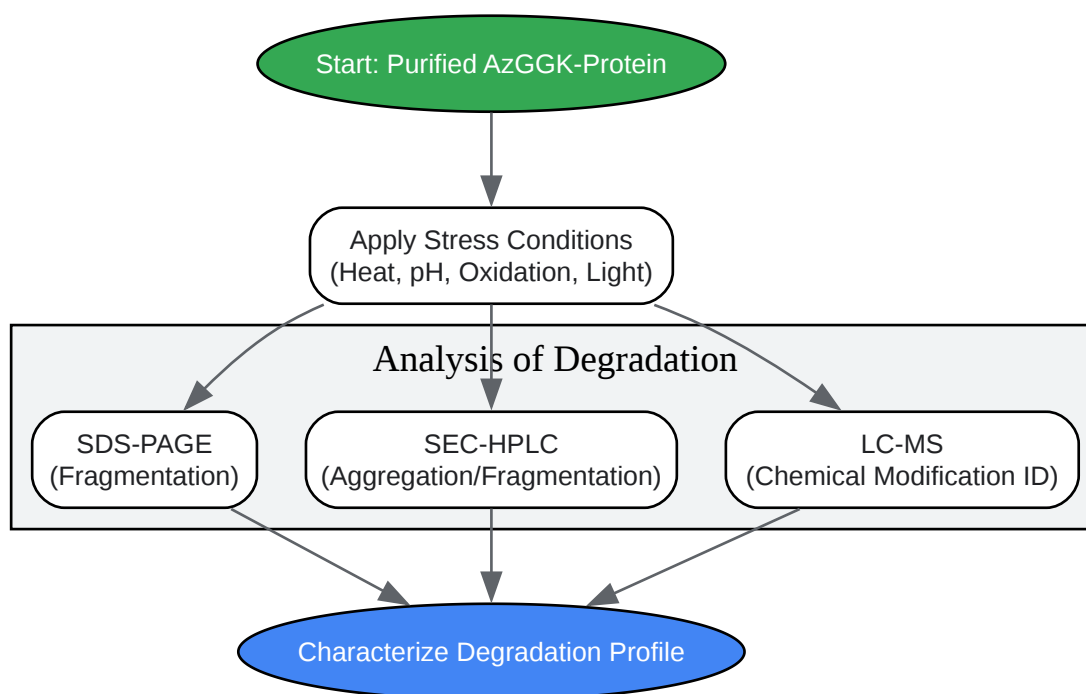 Start: Purified AzGGK-Protein
Apply Stress Conditions
(Heat, pH, Oxidation, Light)
Analysis of Degradation
SDS-PAGE
(Fragmentation)
SEC-HPLC
(Aggregation/Fragmentation)
LC-MS
(Chemical Modification ID)
Characterize Degradation Profile